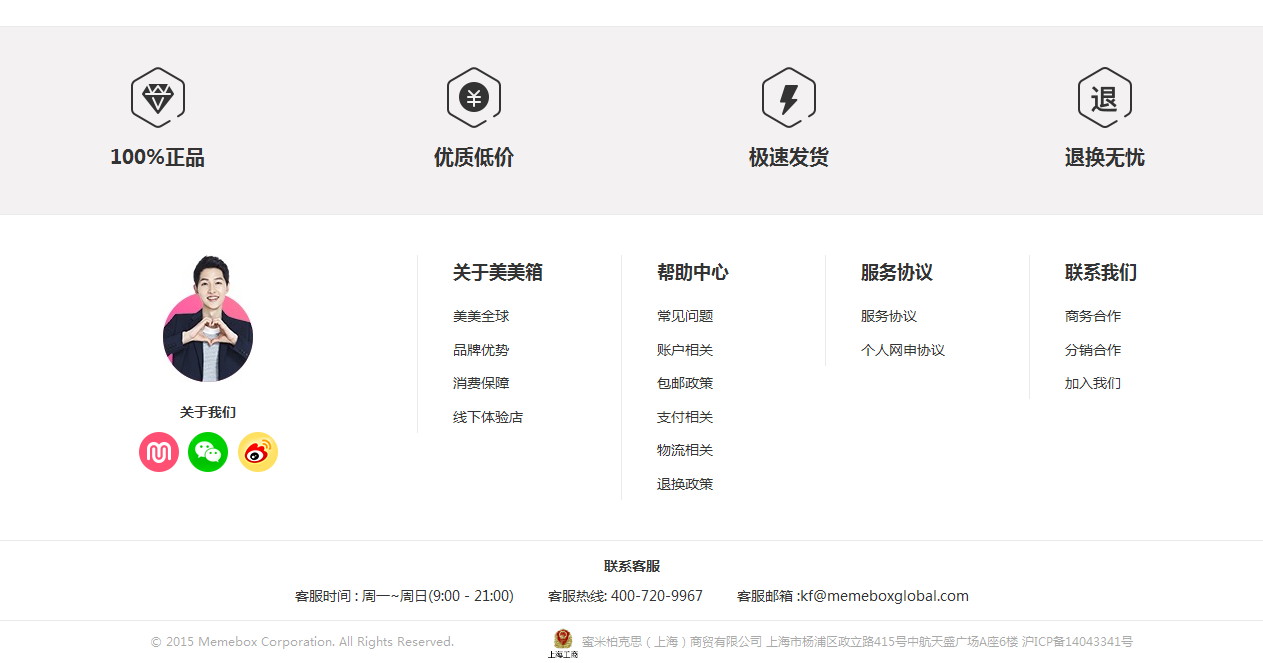 ¥
退
100%正品
优质低价
极速发货
退换无忧
关于美美箱
美美全球
品牌优势
消费保障
线下体验店
帮助中心
常见问题
账户相关
包邮政策
支付相关
物流相关
退换政策
服务协议
服务协议
个人网申协议
联系我们
商务合作
分销合作
加入我们
关于我们
联系客服
客服时间 : 周一~周日(9:00 - 21:00)
客服热线: 400-720-9967
客服邮箱 :kf@memeboxglobal.com
© 2015 Memebox Corporation. All Rights Reserved.
上海工商
蜜米柏克思（上海）商贸有限公司 上海市杨浦区政立路415号中航天盛广场A座6楼 沪ICP备14043341号